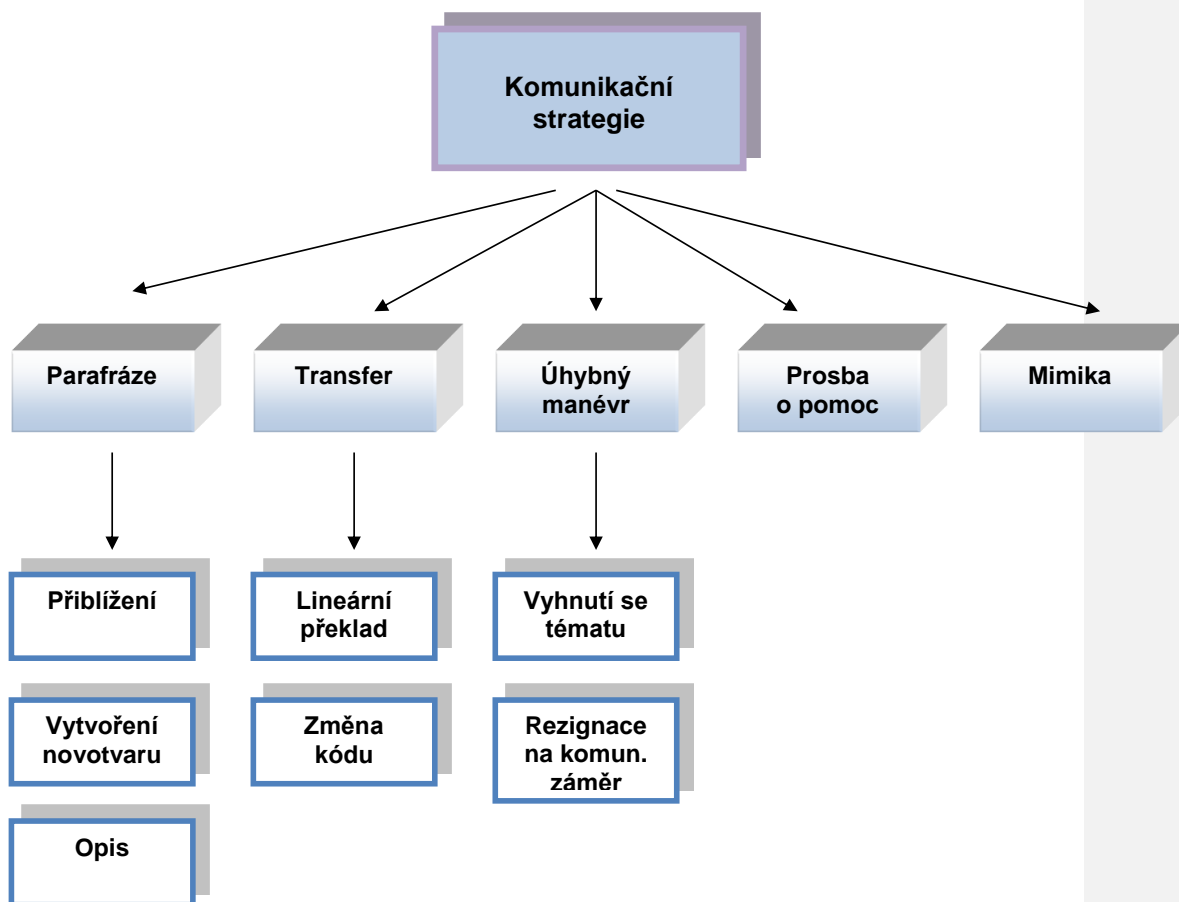 Komunikační
strategie
Parafráze
Transfer
Úhybný
manévr
Prosba
o pomoc
Mimika
Přiblížení
Lineární
překlad
Vyhnutí se
tématu
Vytvoření
novotvaru
Změna
kódu
Rezignace
na komun.
záměr
Opis